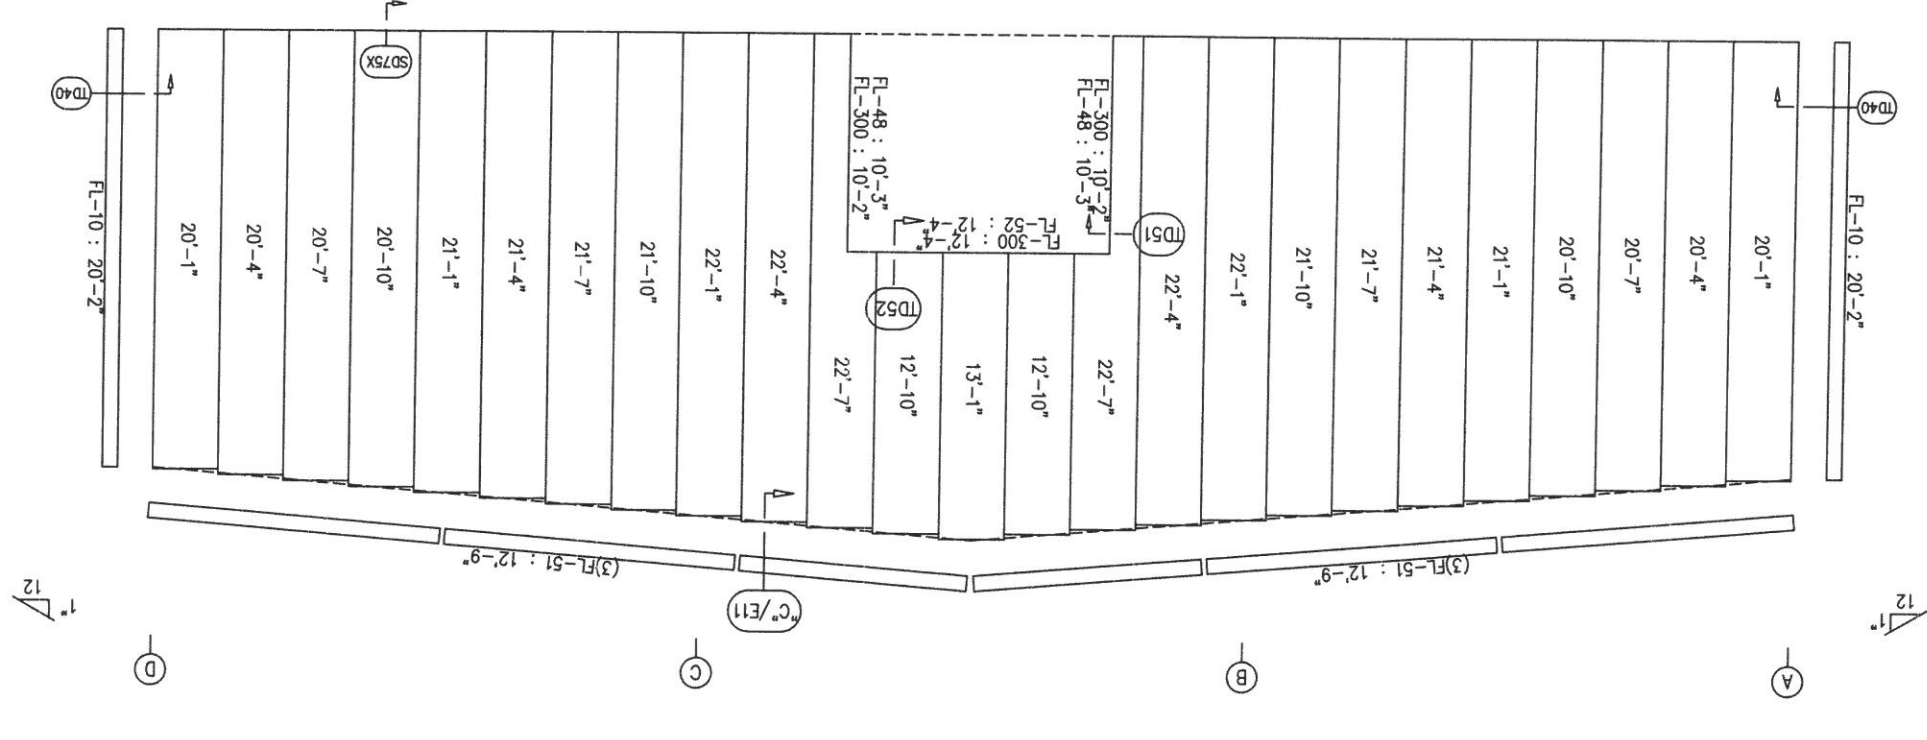 SD75X
TD40
TD40
FL-48 : 10'-3"
FL-300 : 10'-2"
FL-300 : 10'-2"
FL-48 : 10'-3"
FL-52 : 12'-4
FL-300 : 12'-4"
TD51
TD52
FL-10 : 20'-2"
20'-1"
20'-4"
20'-7"
20'-10"
21'-1"
21'-4"
21'-7"
21'-10"
22'-1"
22'-4"
22'-7"
12'-10"
13'-1"
12'-10"
22'-7"
22'-4"
22'-1"
21'-10"
21'-7"
21'-4"
21'-1"
20'-10"
20'-7"
20'-4"
20'-1"
FL-10 : 20'-2"
(3)FL-51 : 12'-9"
(3)FL-51 : 12'-9"
"C"/E11
12
1"
12
1"
D
C
B
A